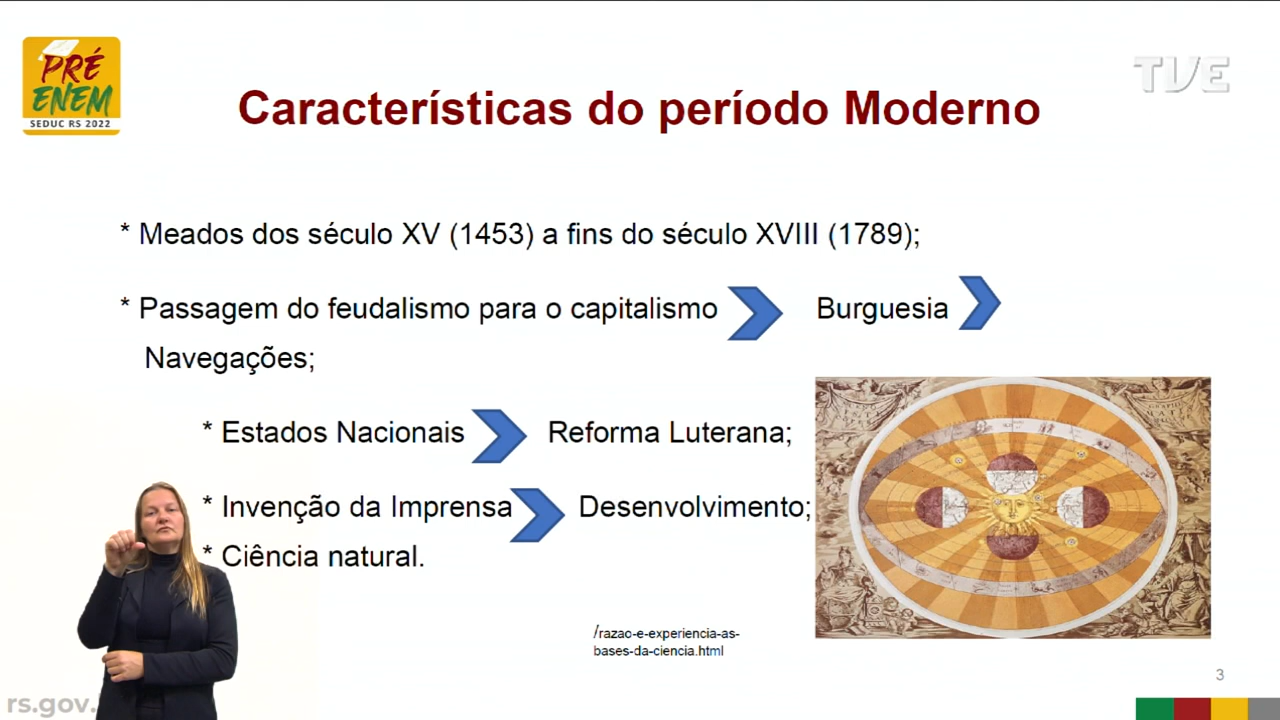 PRÉ
ENEM
SEDUC RS 2022
TVE
Características do período Moderno
* Meados dos século XV (1453) a fins do século XVIII (1789);
* Passagem do feudalismo para o capitalismo Burguesia
Navegações;
* Estados Nacionais Reforma Luterana;
* Invenção da Imprensa Desenvolvimento;
* Ciência natural.
/razao-e-experiencia-as-
bases-da-ciencia.html
3
rs.gov.